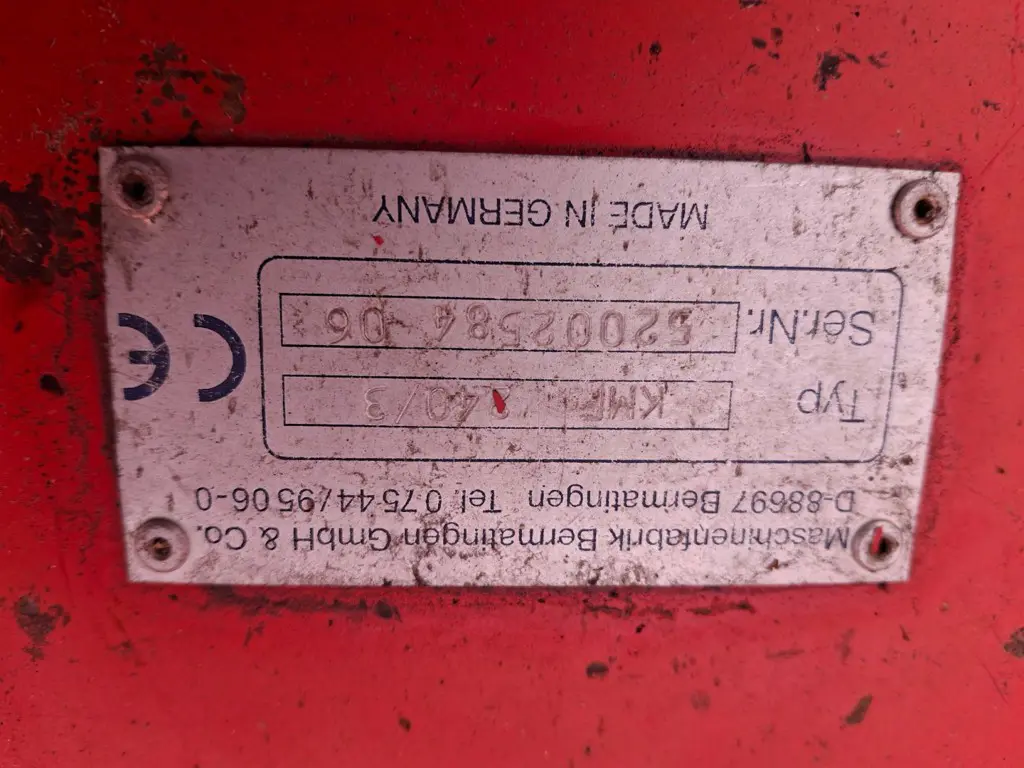 Maschinenfabrik Bermatingen GmbH & Co.
D-88697 Bermatingen Tel. 0 75 44 / 95 06 -0
Typ KMF
Ser.Nr. 52002584 06
CE
MADE IN GERMANY